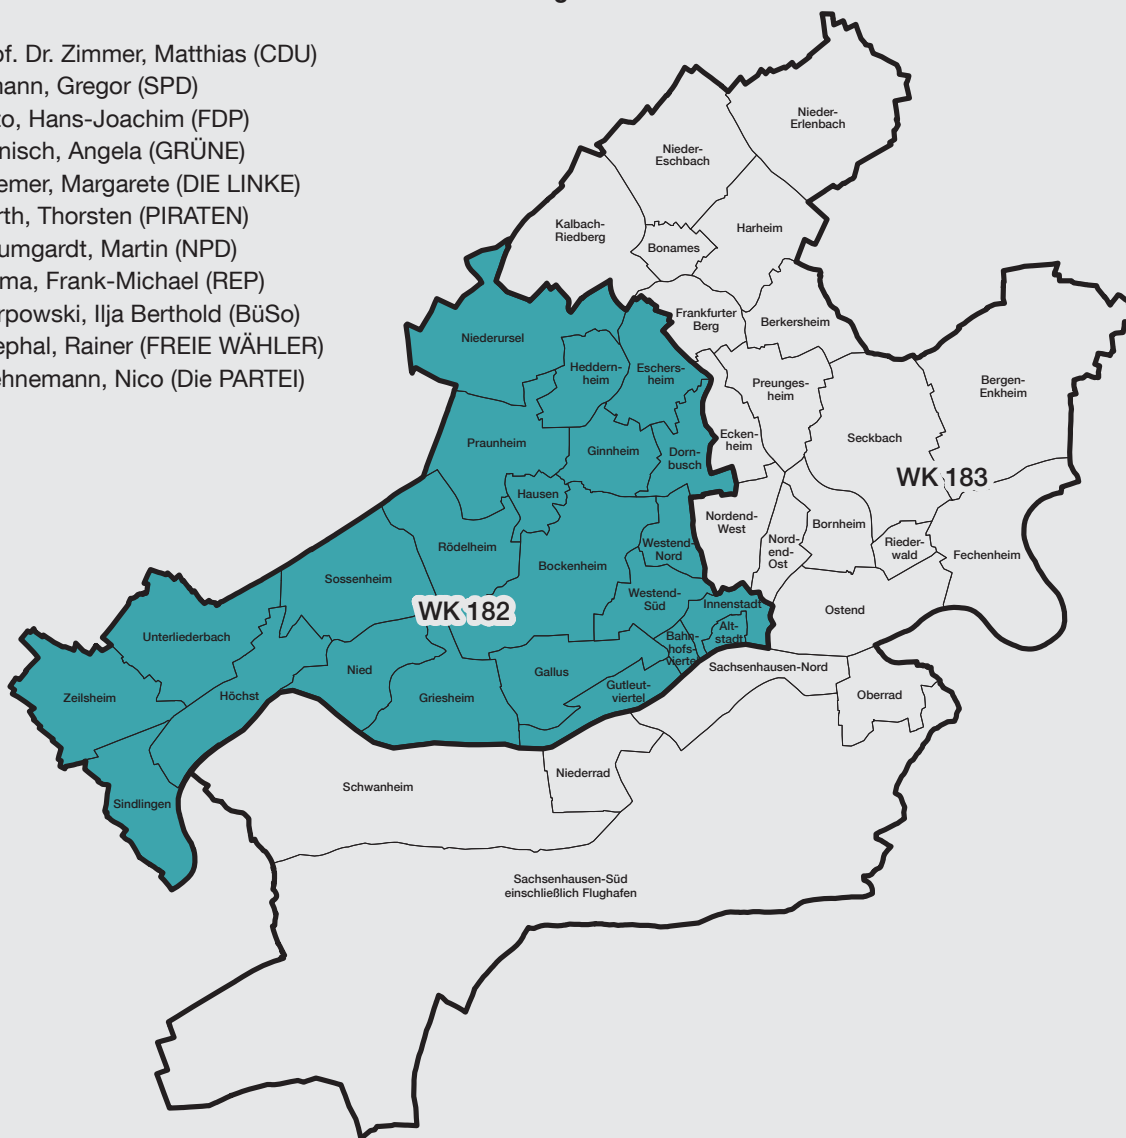 of. Dr. Zimmer, Matthias (CDU)
mann, Gregor (SPD)
to, Hans-Joachim (FDP)
nisch, Angela (GRÜNE)
emer, Margarete (DIE LINKE)
rth, Thorsten (PIRATEN)
umgardt, Martin (NPD)
ma, Frank-Michael (REP)
rpowski, Ilja Berthold (BüSo)
ephal, Rainer (FREIE WÄHLER)
ehnemann, Nico (Die PARTEI)
Nieder-
Erlenbach
Nieder-
Eschbach
Kalbach-
Riedberg
Harheim
Bonames
Frankfurter
Berg
Berkersheim
Niederursel
Heddern-
heim
Eschers-
heim
Preunges-
heim
Bergen-
Enkheim
Praunheim
Ginnheim
Dorn-
busch
Ecken-
heim
Seckbach
WK 183
Hausen
Nordend-
West
Nord-
end-
Ost
Bornheim
Rieder-
wald
Fechenheim
Rödelheim
Bockenheim
Westend-
Nord
Sossenheim
WK 182
Westend-
Süd
Innenstadt
Ostend
Unterliederbach
Alt-
stadt
Bahn-
hofs-
viertel
Zeilsheim
Höchst
Nied
Griesheim
Gallus
Gutleut-
viertel
Sachsenhausen-Nord
Oberrad
Sindlingen
Schwanheim
Niederrad
Sachsenhausen-Süd
einschließlich Flughafen